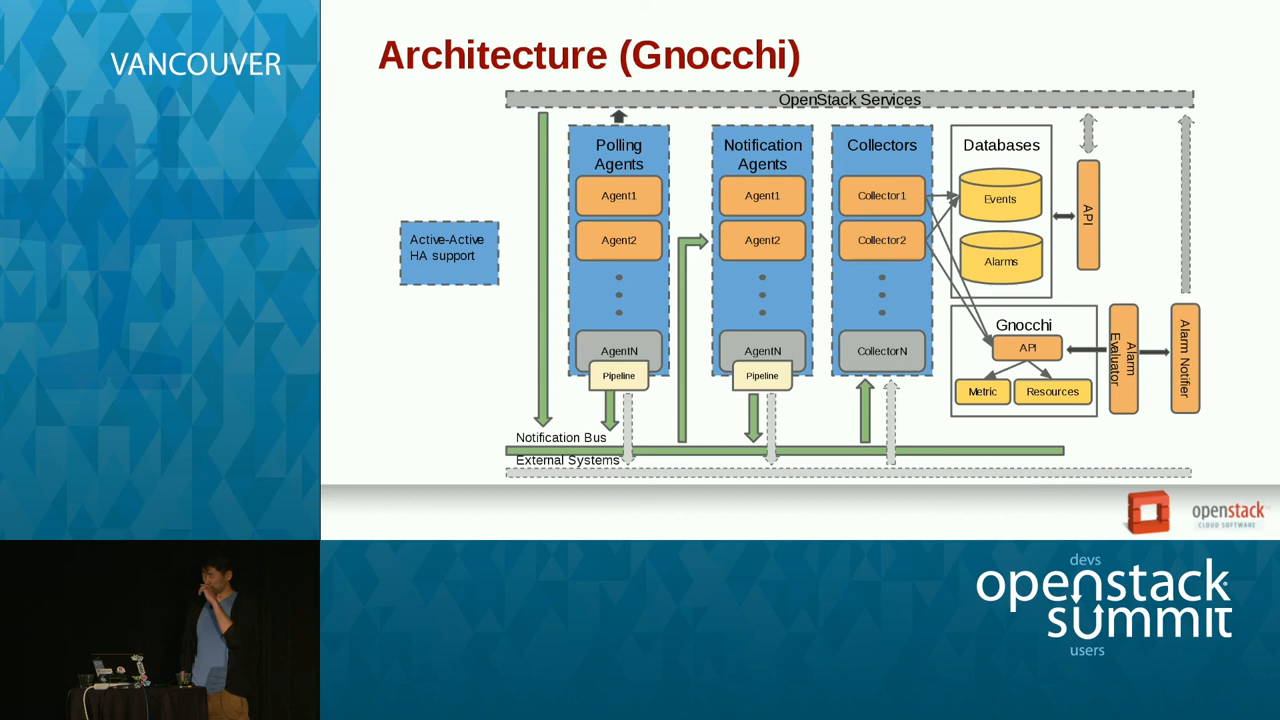 VANCOUVER
Architecture (Gnocchi)
OpenStack Services
Active-Active
HA support
Polling
Agents
Agent1
Agent2
AgentN
Pipeline
Notification
Agents
Agent1
Agent2
AgentN
Pipeline
Collectors
Collector1
Collector2
CollectorN
Databases
Events
Alarms
API
Gnocchi
API
Metric
Resources
Alarm
Evaluator
Alarm Notifier
Notification Bus
External Systems
openstack
CLOUD SOFTWARE
devs
openstack
summit
users